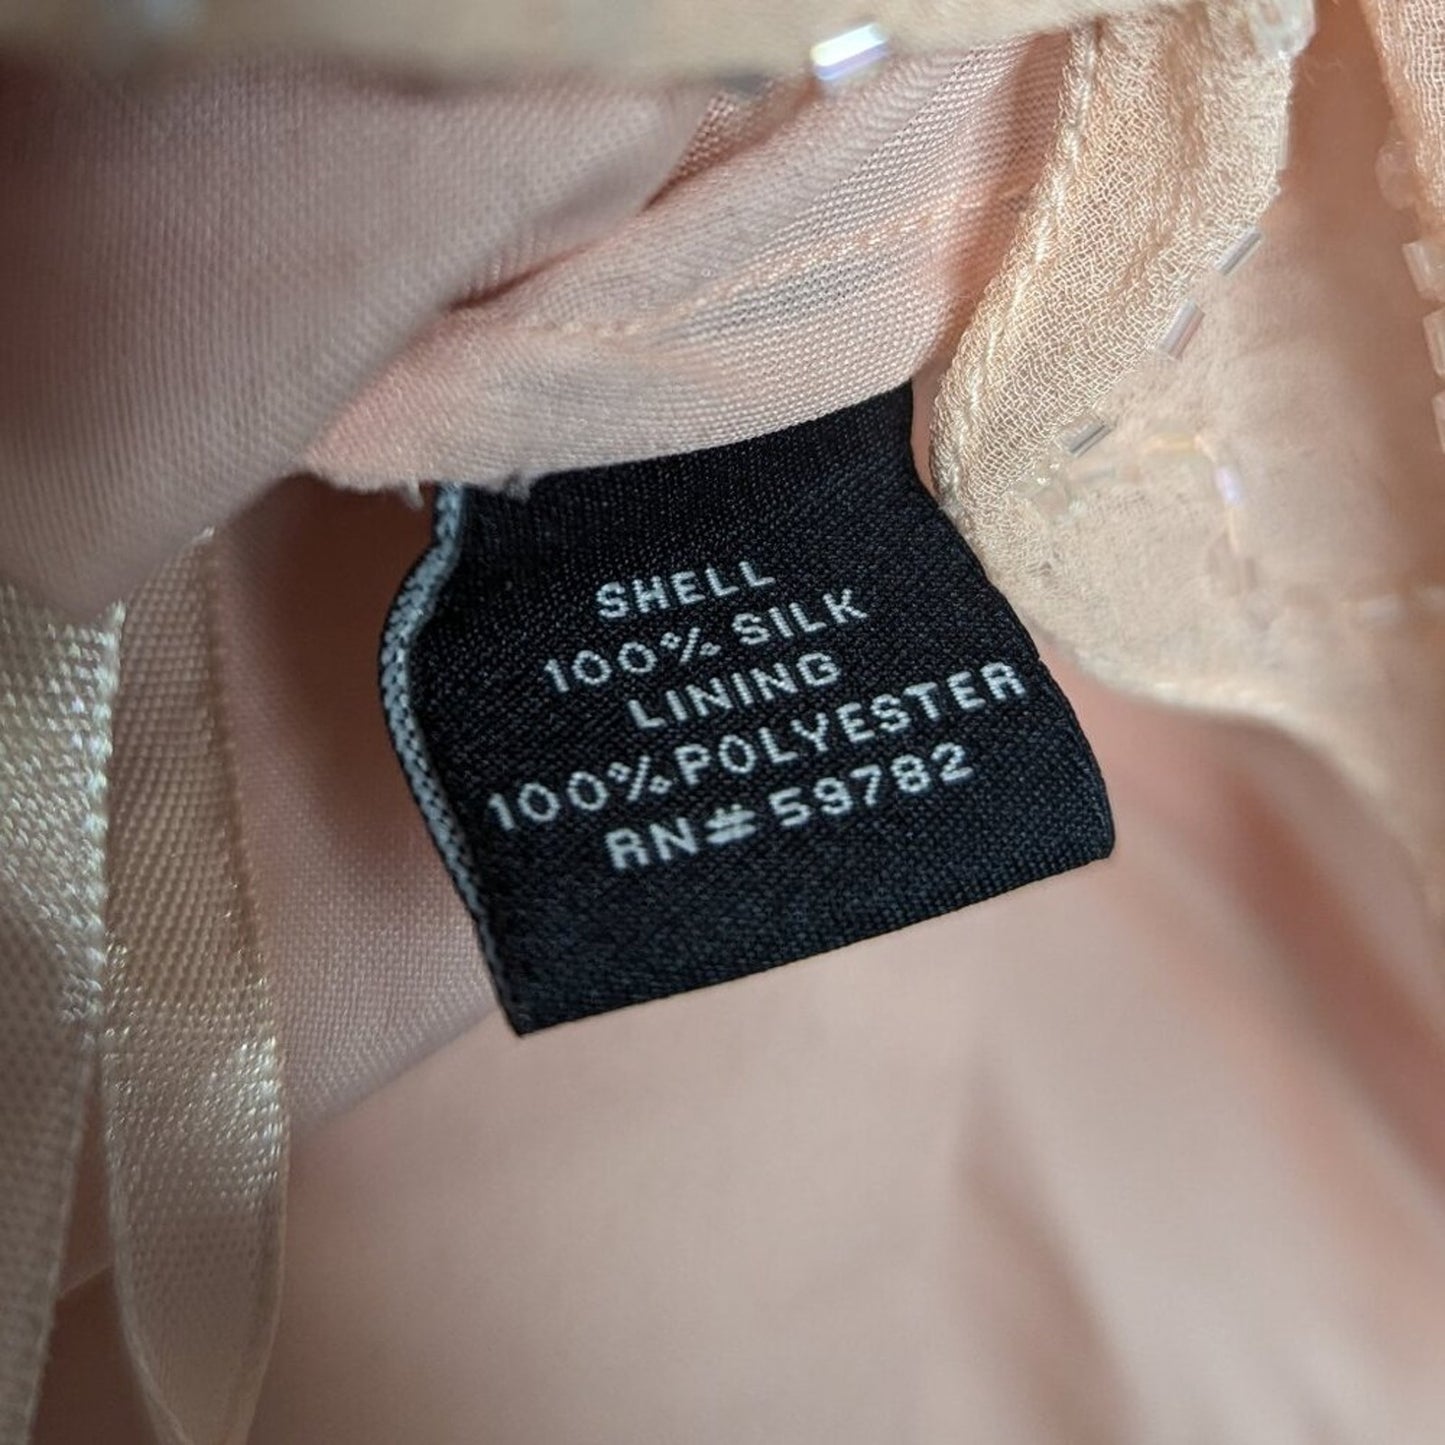 SHELL
100% SILK
LINING
100% POLYESTER
RN# 59782